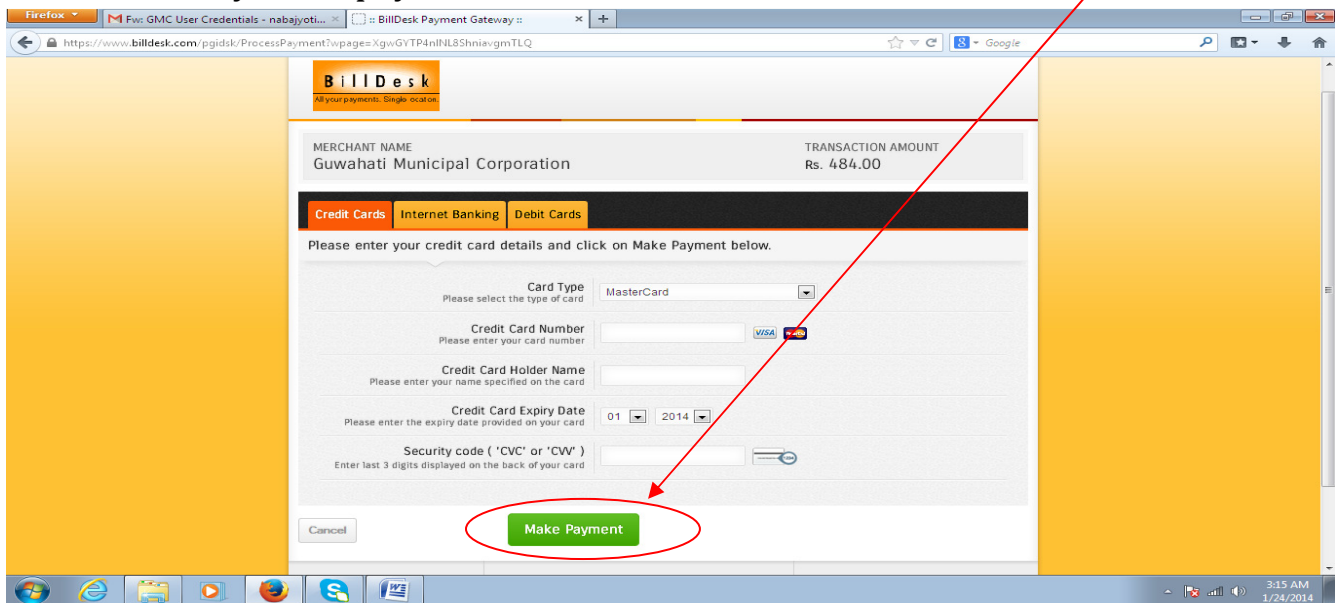 Firefox
Fw: GMC User Credentials - nabajyoti...
:: BillDesk Payment Gateway ::
https://www.billdesk.com/pgidsk/ProcessPayment?wpage=XgwGYTP4nINL8ShniavgmTLQ
Google
BillDesk
All your payments. Single ocation.
MERCHANT NAME
Guwahati Municipal Corporation
TRANSACTION AMOUNT
Rs. 484.00
Credit Cards
Internet Banking
Debit Cards
Please enter your credit card details and click on Make Payment below.
Card Type
Please select the type of card
MasterCard
Credit Card Number
Please enter your card number
VISA
Credit Card Holder Name
Please enter your name specified on the card
Credit Card Expiry Date
Please enter the expiry date provided on your card
01
2014
Security code ( 'CVC' or 'CVV' )
Enter last 3 digits displayed on the back of your card
Cancel
Make Payment
3:15 AM
1/24/2014